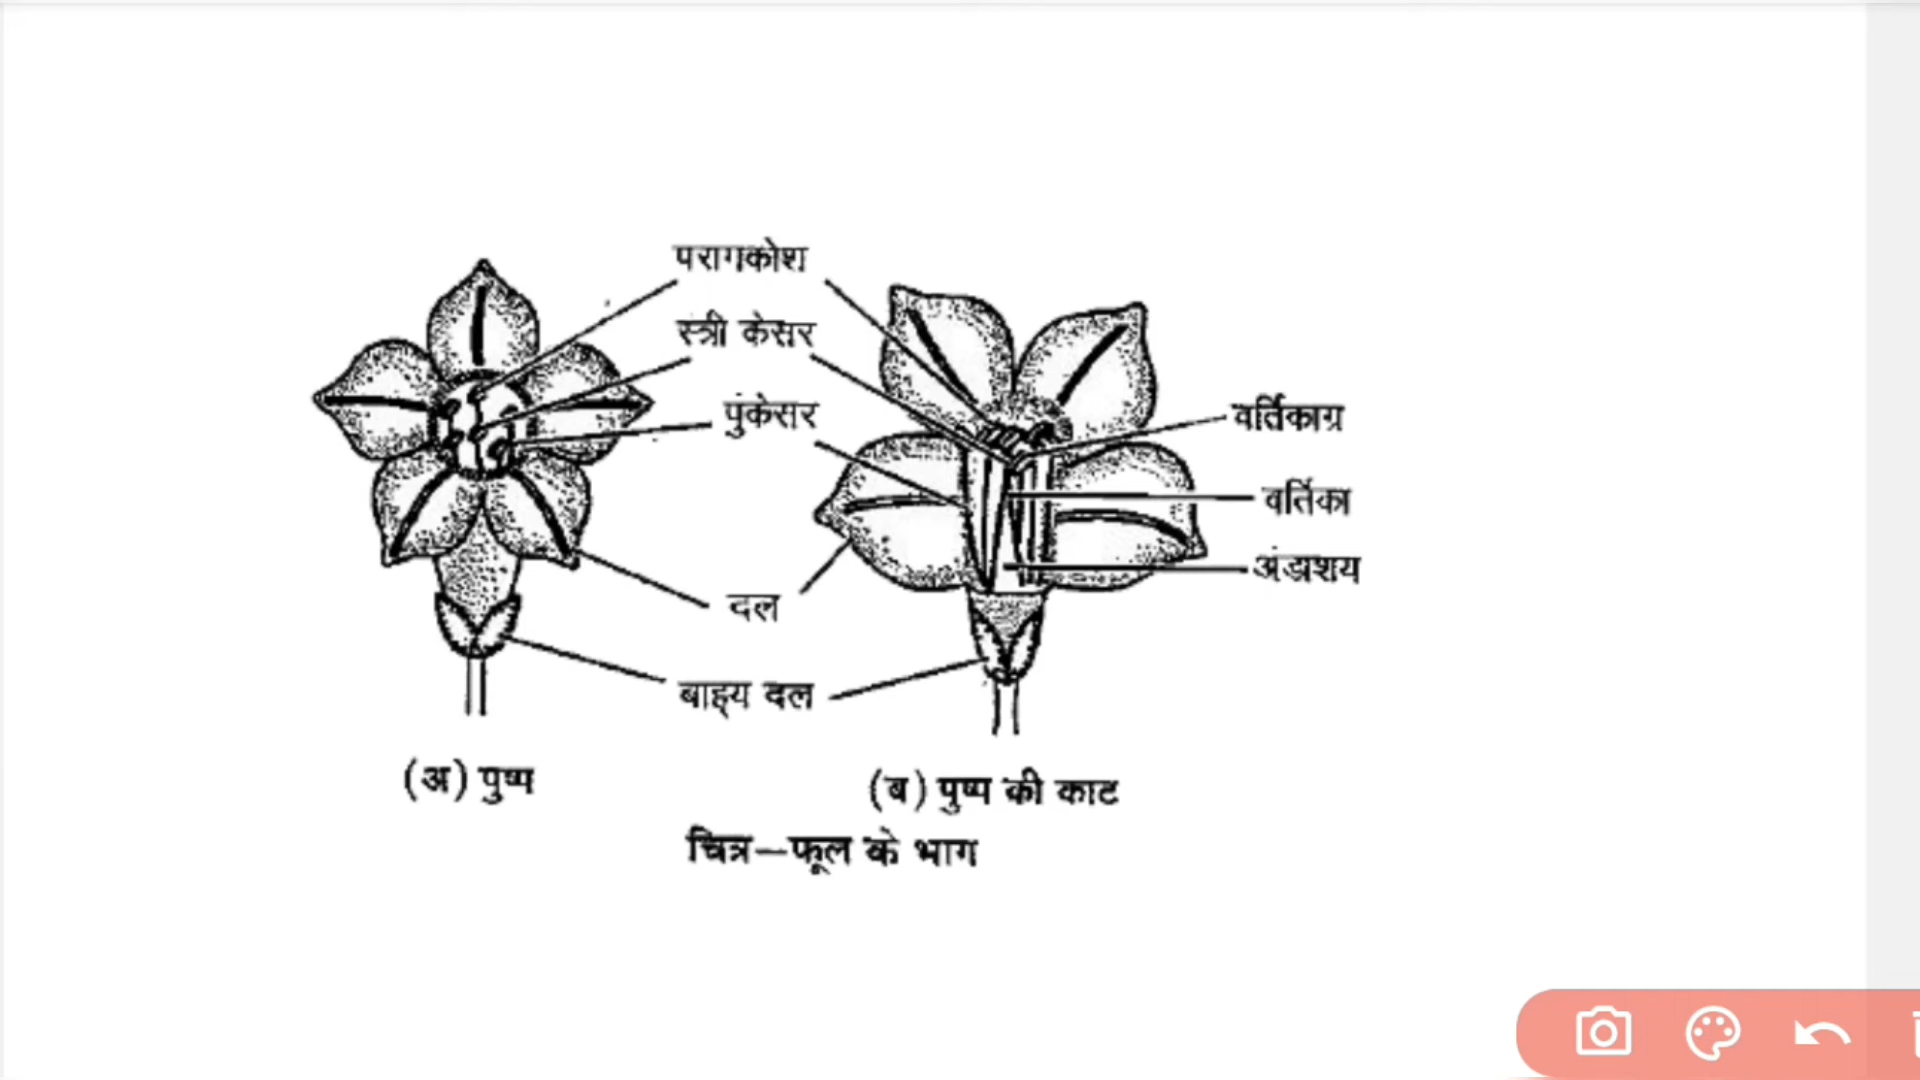 परागकोश
स्त्री केसर
पुंकेसर
वर्तिकाग्र
वर्तिका
अंडाशय
दल
बाह्य दल
(अ) पुष्प
(ब) पुष्प की काट
चित्र–फूल के भाग